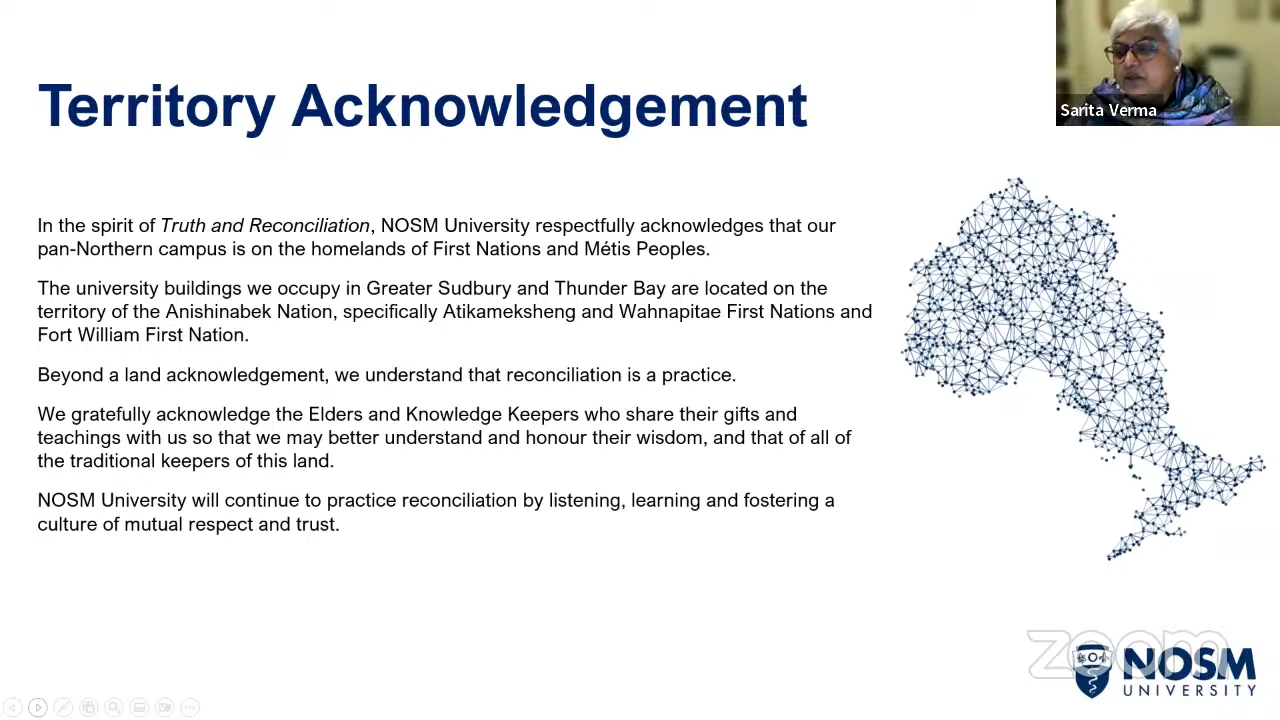 Territory Acknowledgement
Sarita Verma
In the spirit of Truth and Reconciliation, NOSM University respectfully acknowledges that our
pan-Northern campus is on the homelands of First Nations and Métis Peoples.
The university buildings we occupy in Greater Sudbury and Thunder Bay are located on the
territory of the Anishinabek Nation, specifically Atikameksheng and Wahnapitae First Nations and
Fort William First Nation.
Beyond a land acknowledgement, we understand that reconciliation is a practice.
We gratefully acknowledge the Elders and Knowledge Keepers who share their gifts and
teachings with us so that we may better understand and honour their wisdom, and that of all of
the traditional keepers of this land.
NOSM University will continue to practice reconciliation by listening, learning and fostering a
culture of mutual respect and trust.
zoom
NOSM
UNIVERSITY